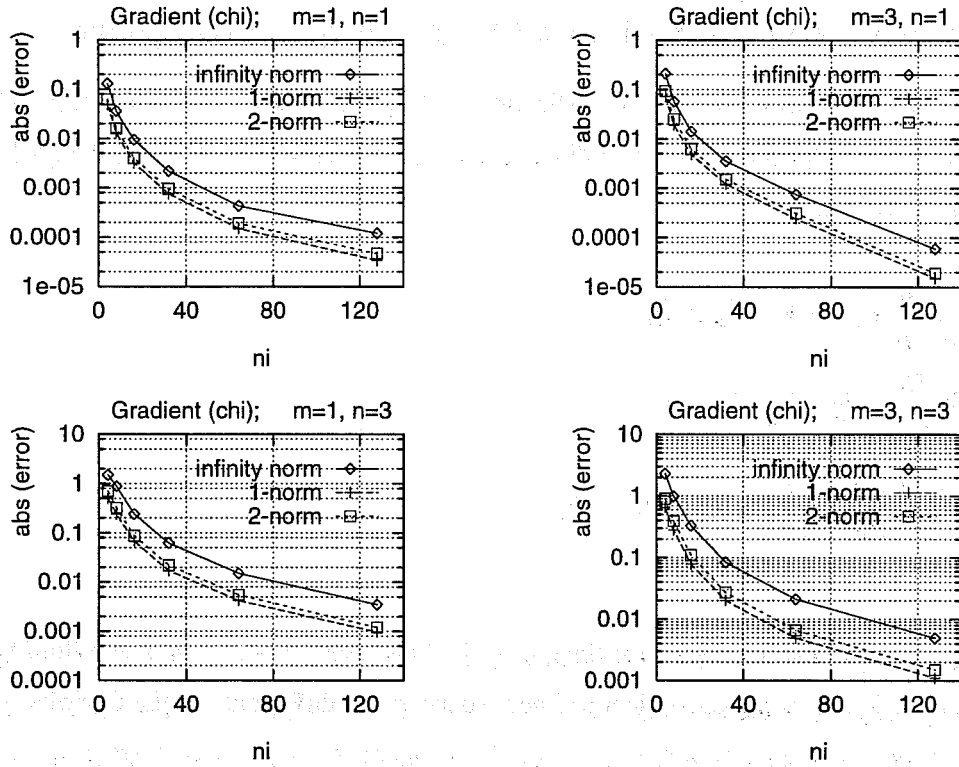 Gradient (chi); m=1, n=1
abs (error)
1
0.1
0.01
0.001
0.0001
1e-05
infinity norm
1-norm
2-norm
0 40 80 120
ni
Gradient (chi); m=3, n=1
abs (error)
1
0.1
0.01
0.001
0.0001
1e-05
infinity norm
1-norm
2-norm
0 40 80 120
ni
Gradient (chi); m=1, n=3
abs (error)
10
1
0.1
0.01
0.001
0.0001
infinity norm
1-norm
2-norm
0 40 80 120
ni
Gradient (chi); m=3, n=3
abs (error)
10
1
0.1
0.01
0.001
infinity norm
1-norm
2-norm
0 40 80 120
ni